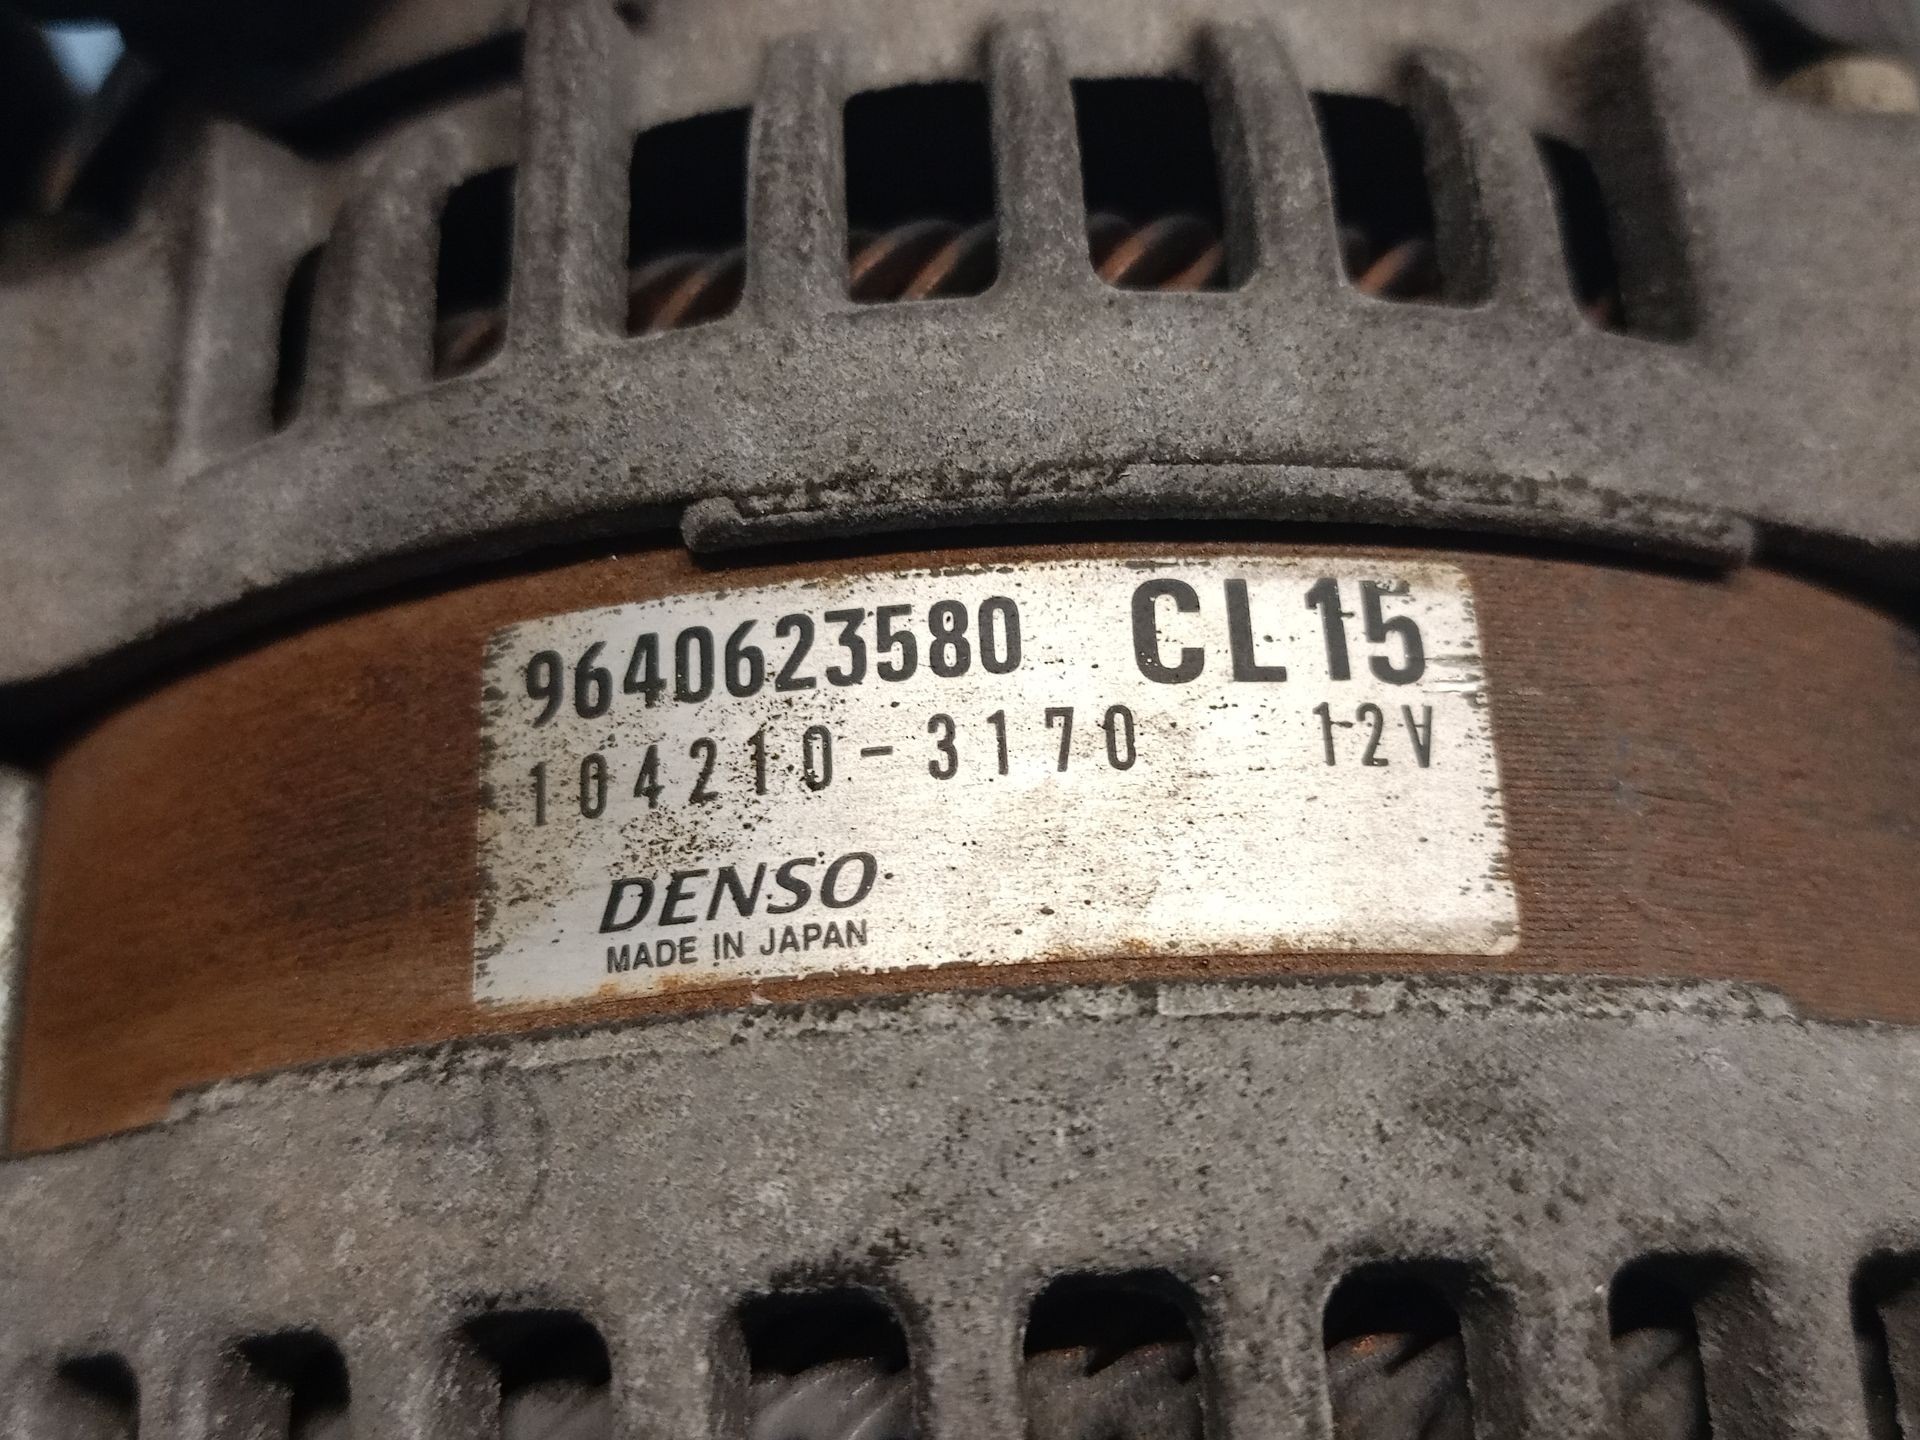 9640623580 CL15
104210-3170 12V
DENSO
MADE IN JAPAN